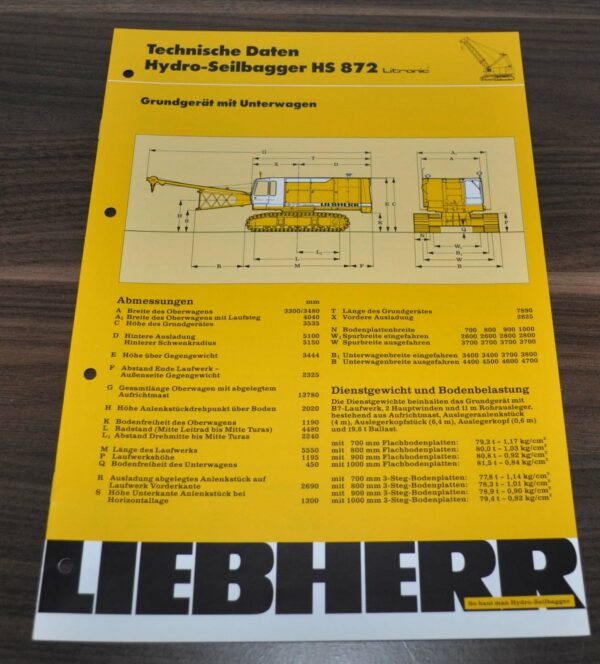 Technische Daten
Hydro-Seilbagger HS 872 Litronic
Grundgerät mit Unterwagen
G
T
X D W
A₁
A
H K E C
P
Q
N
L₁
L
R M F
W
B
LIEBHERR
Abmessungen mm
A Breite des Oberwagens 3300/3480
A₁ Breite des Oberwagens mit Laufsteg 4040
C Höhe des Grundgerätes 3535
D Hintere Ausladung 5100
Hinterer Schwenkradius 5150
E Höhe über Gegengewicht 3444
F Abstand Ende Laufwerk –
Außenseite Gegengewicht 2325
G Gesamtlänge Oberwagen mit abgelegtem
Aufrichtmast 13780
H Höhe Anlenkstückdrehpunkt über Boden 2020
K Bodenfreiheit des Oberwagens 1190
L Radstand (Mitte Leitrad bis Mitte Turas) 4490
L₁ Abstand Drehmitte bis Mitte Turas 2240
M Länge des Laufwerks 5550
P Laufwerkshöhe 1195
Q Bodenfreiheit des Unterwagens 450
R Ausladung abgelegtes Anlenkstück auf
Laufwerk Vorderkante 2690
S Höhe Unterkante Anlenkstück bei
Horizontallage 1300
T Länge des Grundgerätes 7890
X Vordere Ausladung 2625
N Bodenplattenbreite 700 800 900 1000
W₁ Spurbreite eingefahren 2600 2600 2800 2800
W Spurbreite ausgefahren 3700 3700 3700 3700
B₁ Unterwagenbreite eingefahren 3400 3400 3700 3800
B Unterwagenbreite ausgefahren 4400 4500 4600 4700
Dienstgewicht und Bodenbelastung
Die Dienstgewichte beinhalten das Grundgerät mit
B7-Laufwerk, 2 Hauptwinden und 11 m Rohrausleger,
bestehend aus Aufrichtmast, Auslegeranlenkstück
(4 m), Auslegerkopfstück (6,4 m), Auslegerkopf (0,6 m)
und 19,6 t Ballast.
mit 700 mm Flachbodenplatten: 79,2 t – 1,17 kg/cm²
mit 800 mm Flachbodenplatten: 80,0 t – 1,03 kg/cm²
mit 900 mm Flachbodenplatten: 80,8 t – 0,92 kg/cm²
mit 1000 mm Flachbodenplatten: 81,5 t – 0,84 kg/cm²
mit 700 mm 3-Steg-Bodenplatten: 77,6 t – 1,14 kg/cm²
mit 800 mm 3-Steg-Bodenplatten: 78,3 t – 1,01 kg/cm²
mit 900 mm 3-Steg-Bodenplatten: 78,9 t – 0,90 kg/cm²
mit 1000 mm 3-Steg-Bodenplatten: 79,4 t – 0,82 kg/cm²
LIEBHERR
So baut man Hydro-Seilbagger